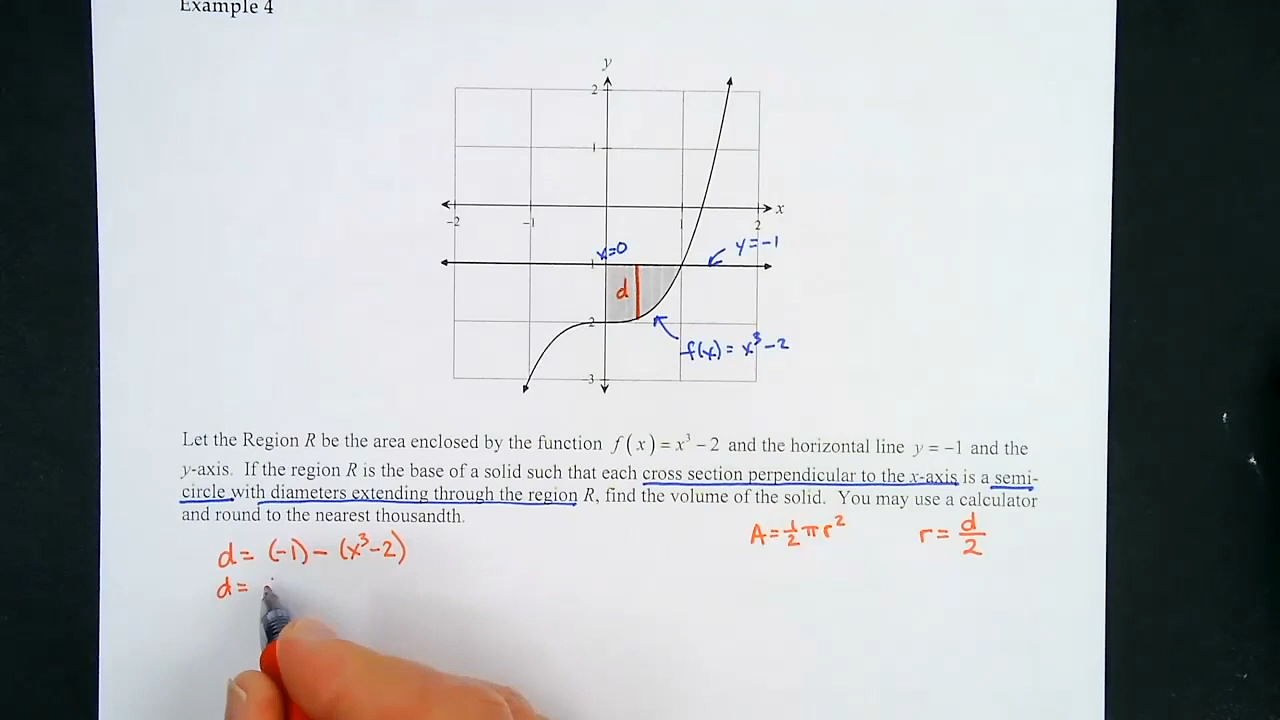 Example 4
y
2
1
x
-2
-1
1
2
x=0
y=-1
1
d
2
f(x) = x³-2
-3
Let the Region R be the area enclosed by the function f(x) = x³ – 2 and the horizontal line y = –1 and the
y-axis. If the region R is the base of a solid such that each cross section perpendicular to the x-axis is a semi-
circle with diameters extending through the region R, find the volume of the solid. You may use a calculator
and round to the nearest thousandth.
A = ½πr² r = d/2
d = (-1) - (x³-2)
d =